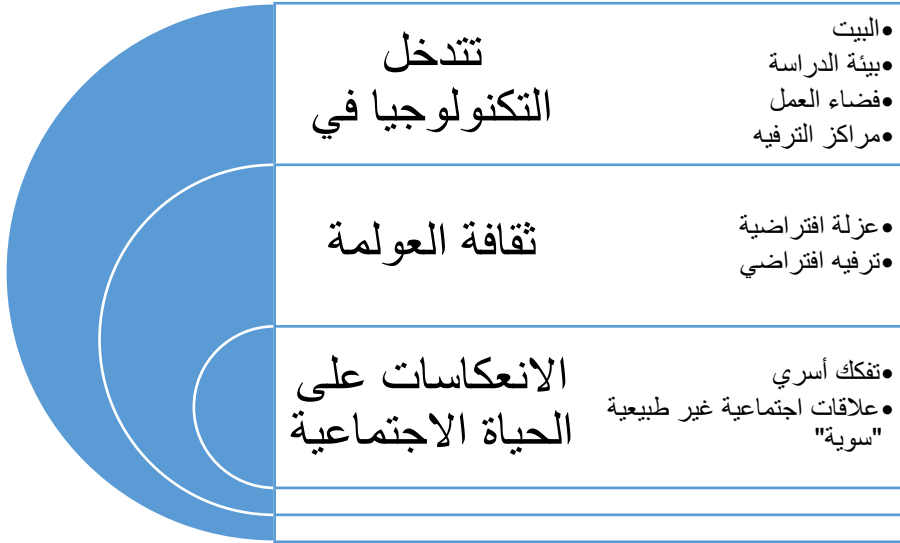 تتدخل
التكنولوجيا في
•البيت
•بيئة الدراسة
•فضاء العمل
•مراكز الترفيه
ثقافة العولمة
•عزلة افتراضية
•ترفيه افتراضي
الانعكاسات على
الحياة الاجتماعية
•تفكك أسري
•علاقات اجتماعية غير طبيعية
"سوية"